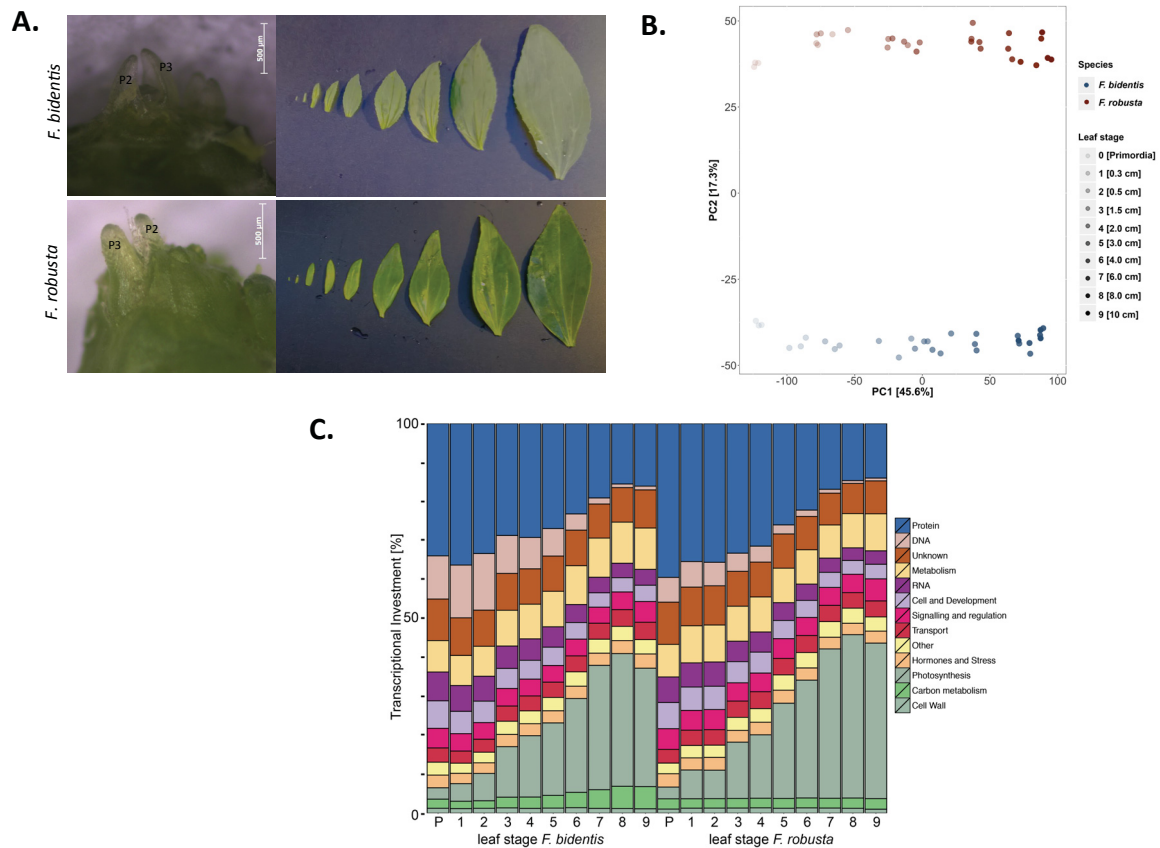 A.
F. bidentis
P2
P3
500 µm
F. robusta
P3
P2
500 µm
B.
50
25
0
-25
-50
PC2 [17.3%]
-100
-50
0
50
100
PC1 [45.6%]
Species
F. bidentis
F. robusta
Leaf stage
0 [Primordia]
1 [0.3 cm]
2 [0.5 cm]
3 [1.5 cm]
4 [2.0 cm]
5 [3.0 cm]
6 [4.0 cm]
7 [6.0 cm]
8 [8.0 cm]
9 [10 cm]
C.
100
50
0
Transcriptional Investment [%]
P 1 2 3 4 5 6 7 8 9 P 1 2 3 4 5 6 7 8 9
leaf stage F. bidentis
leaf stage F. robusta
Protein
DNA
Unknown
Metabolism
RNA
Cell and Development
Signalling and regulation
Transport
Other
Hormones and Stress
Photosynthesis
Carbon metabolism
Cell Wall